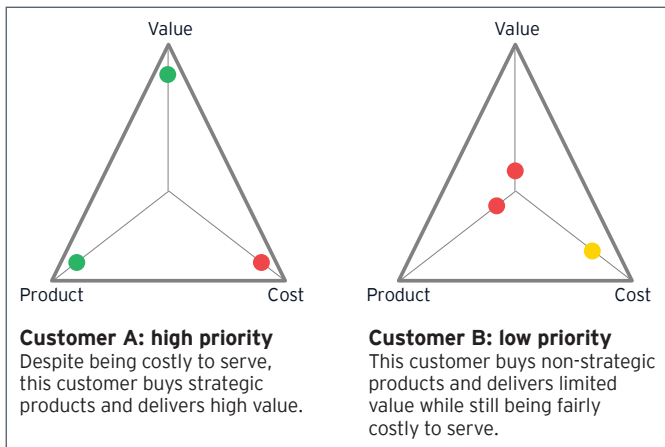 Value
Product
Cost
Customer A: high priority
Despite being costly to serve,
this customer buys strategic
products and delivers high value.
Value
Product
Cost
Customer B: low priority
This customer buys non-strategic
products and delivers limited
value while still being fairly
costly to serve.